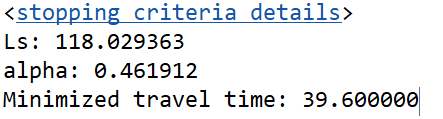 <stopping criteria details>
Ls: 118.029363
alpha: 0.461912
Minimized travel time: 39.600000